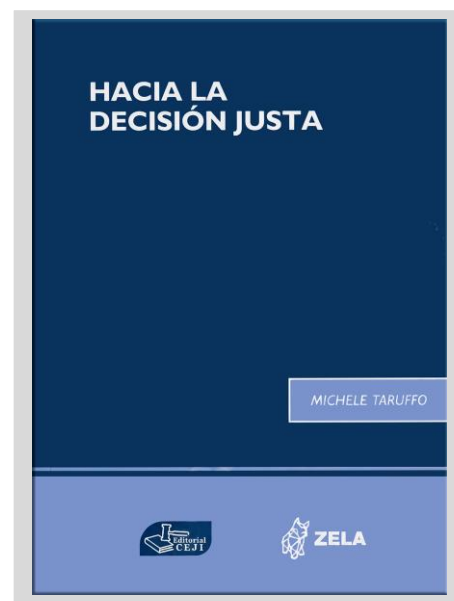 HACIA LA
DECISIÓN JUSTA
MICHELE TARUFFO
Editorial
CEJI
ZELA